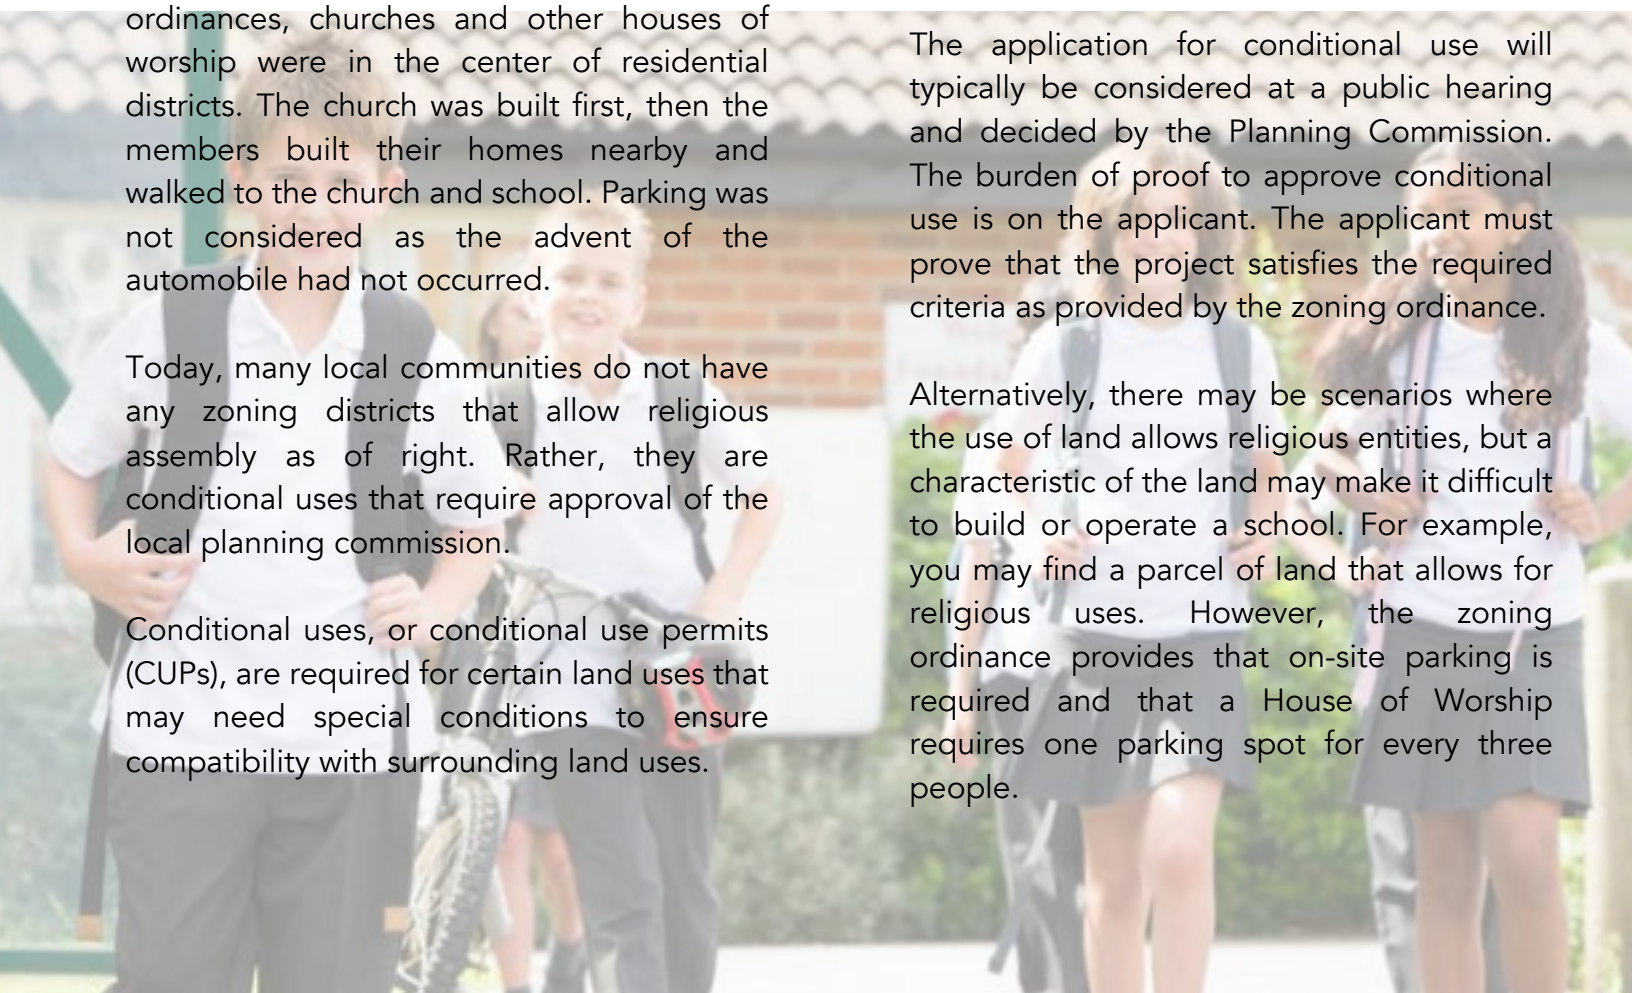 ordinances, churches and other houses of
worship were in the center of residential
districts. The church was built first, then the
members built their homes nearby and
walked to the church and school. Parking was
not considered as the advent of the
automobile had not occurred.
Today, many local communities do not have
any zoning districts that allow religious
assembly as of right. Rather, they are
conditional uses that require approval of the
local planning commission.
Conditional uses, or conditional use permits
(CUPs), are required for certain land uses that
may need special conditions to ensure
compatibility with surrounding land uses.
The application for conditional use will
typically be considered at a public hearing
and decided by the Planning Commission.
The burden of proof to approve conditional
use is on the applicant. The applicant must
prove that the project satisfies the required
criteria as provided by the zoning ordinance.
Alternatively, there may be scenarios where
the use of land allows religious entities, but a
characteristic of the land may make it difficult
to build or operate a school. For example,
you may find a parcel of land that allows for
religious uses. However, the zoning
ordinance provides that on-site parking is
required and that a House of Worship
requires one parking spot for every three
people.